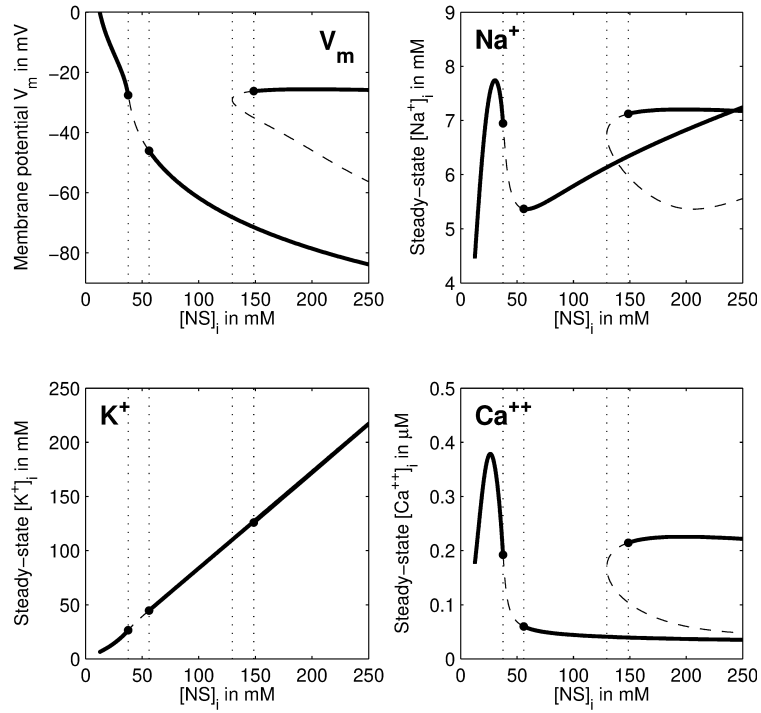 0
−20
−40
−60
−80
0 50 100 150 200 250
Membrane potential V_m in mV
[NS]_i in mM
V_m
9
8
7
6
5
4
0 50 100 150 200 250
Steady−state [Na⁺]_i in mM
[NS]_i in mM
Na⁺
250
200
150
100
50
0
0 50 100 150 200 250
Steady−state [K⁺]_i in mM
[NS]_i in mM
K⁺
0.5
0.4
0.3
0.2
0.1
0
0 50 100 150 200 250
Steady−state [Ca⁺⁺]_i in μM
[NS]_i in mM
Ca⁺⁺